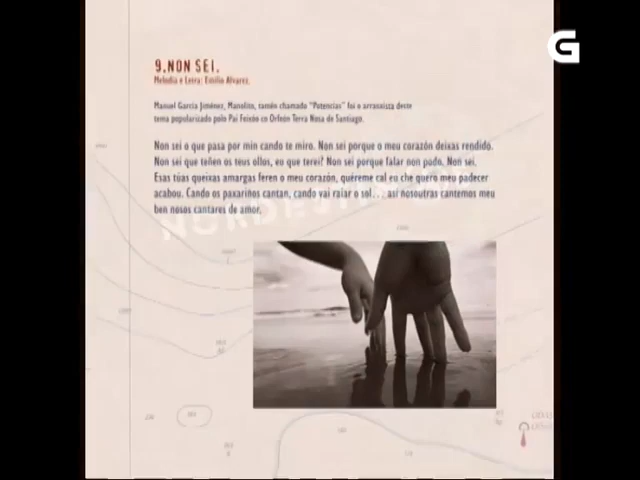 G
9.NON SEI.
Melodía e Letra: Emilio Alvarez.
Manuel García Jiménez, Manolito, tamén chamado "Patencias" foi o arranxista deste
tema popularizado polo Pai Feixóo co Orfeón Terra Nosa de Santiago.
Non sei o que pasa por min cando te miro. Non sei porque o meu corazón deixas rendido.
Non sei que teñen os teus ollos, eu que terei? Non sei porque falar non podo. Non sei.
Esas túas queixas amargas feren o meu corazón, quéreme cal eu che quero meu padecer
acabou. Cando os paxariños cantan, cando vai raiar o sol... así nosoutras cantemos meu
ben nosos cantares de amor.